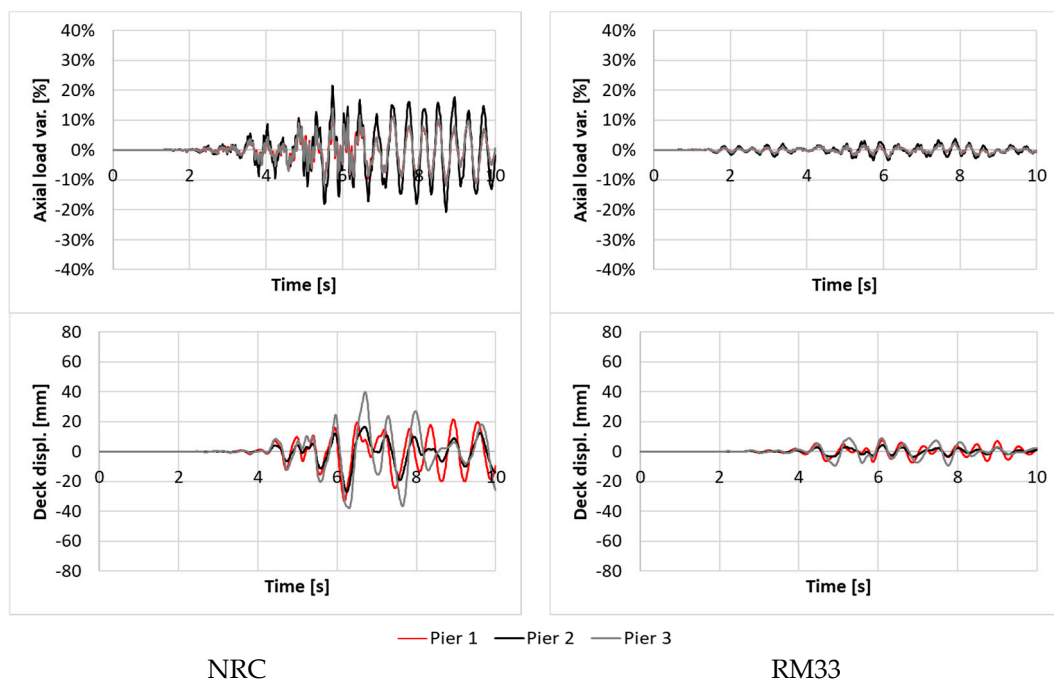 40%
30%
20%
10%
0%
-10%
-20%
-30%
-40%
Axial load var. [%]
0 2 4 6 8 10
Time [s]
40%
30%
20%
10%
0%
-10%
-20%
-30%
-40%
Axial load var. [%]
0 2 4 6 8 10
Time [s]
80
60
40
20
0
-20
-40
-60
-80
Deck displ. [mm]
0 2 4 6 8 10
Time [s]
80
60
40
20
0
-20
-40
-60
-80
Deck displ. [mm]
0 2 4 6 8 10
Time [s]
Pier 1 Pier 2 Pier 3
NRC RM33